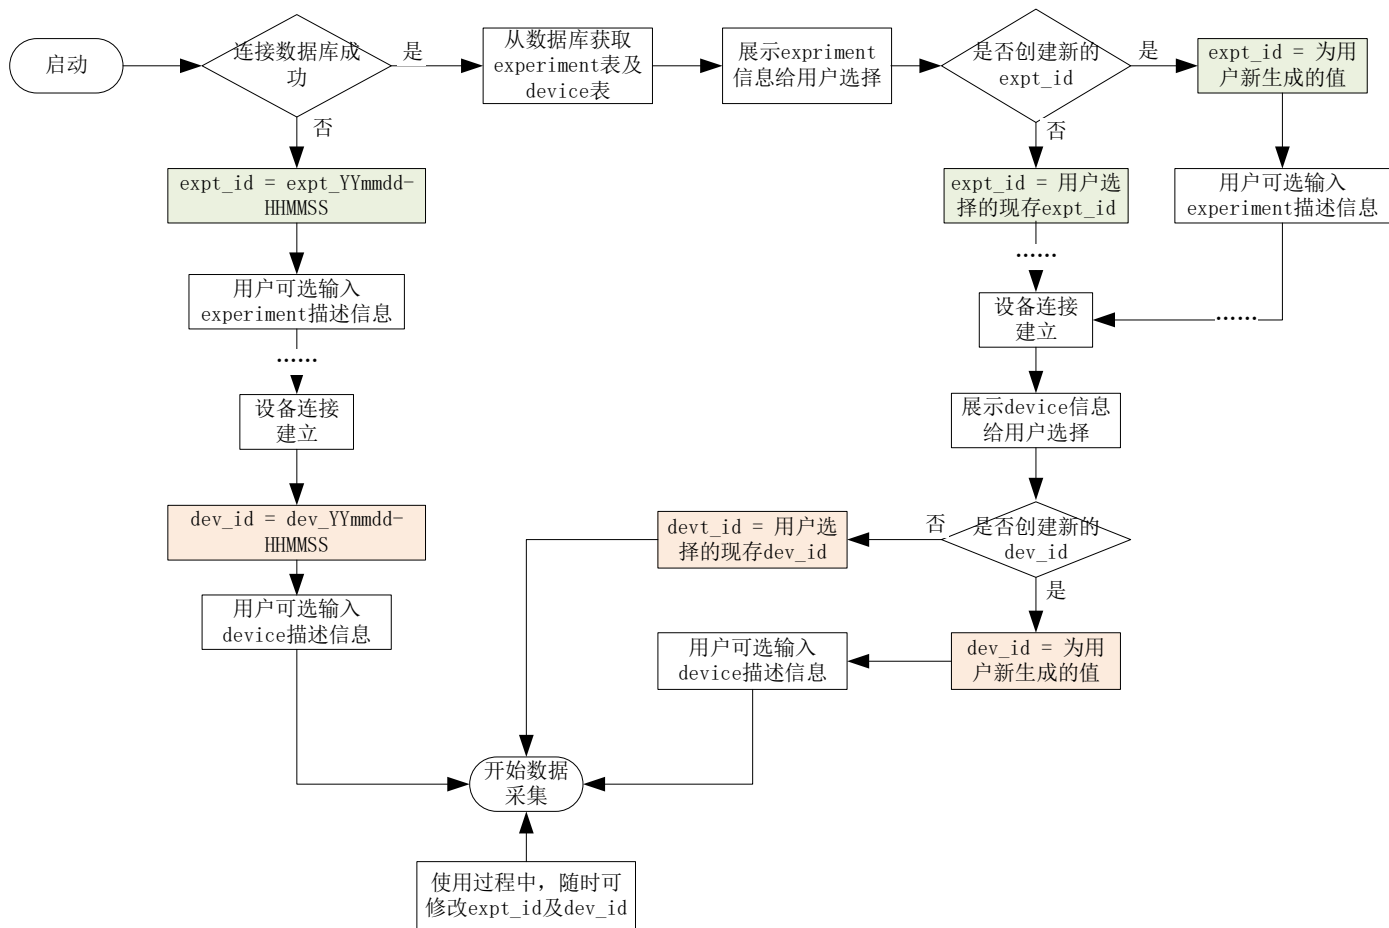 启动
连接数据库成
功
是
从数据库获取
experiment表及
device表
展示expriment
信息给用户选择
是否创建新的
expt_id
是
expt_id = 为用
户新生成的值
否
否
expt_id = expt_YYmmdd-
HHMMSS
expt_id = 用户选
择的现存expt_id
用户可选输入
experiment描述信息
用户可选输入
experiment描述信息
……
……
……
设备连接
建立
设备连接
建立
展示device信息
给用户选择
dev_id = dev_YYmmdd-
HHMMSS
devt_id = 用户选
择的现存dev_id
否
是否创建新的
dev_id
是
用户可选输入
device描述信息
用户可选输入
device描述信息
dev_id = 为用
户新生成的值
开始数据
采集
使用过程中，随时可
修改expt_id及dev_id